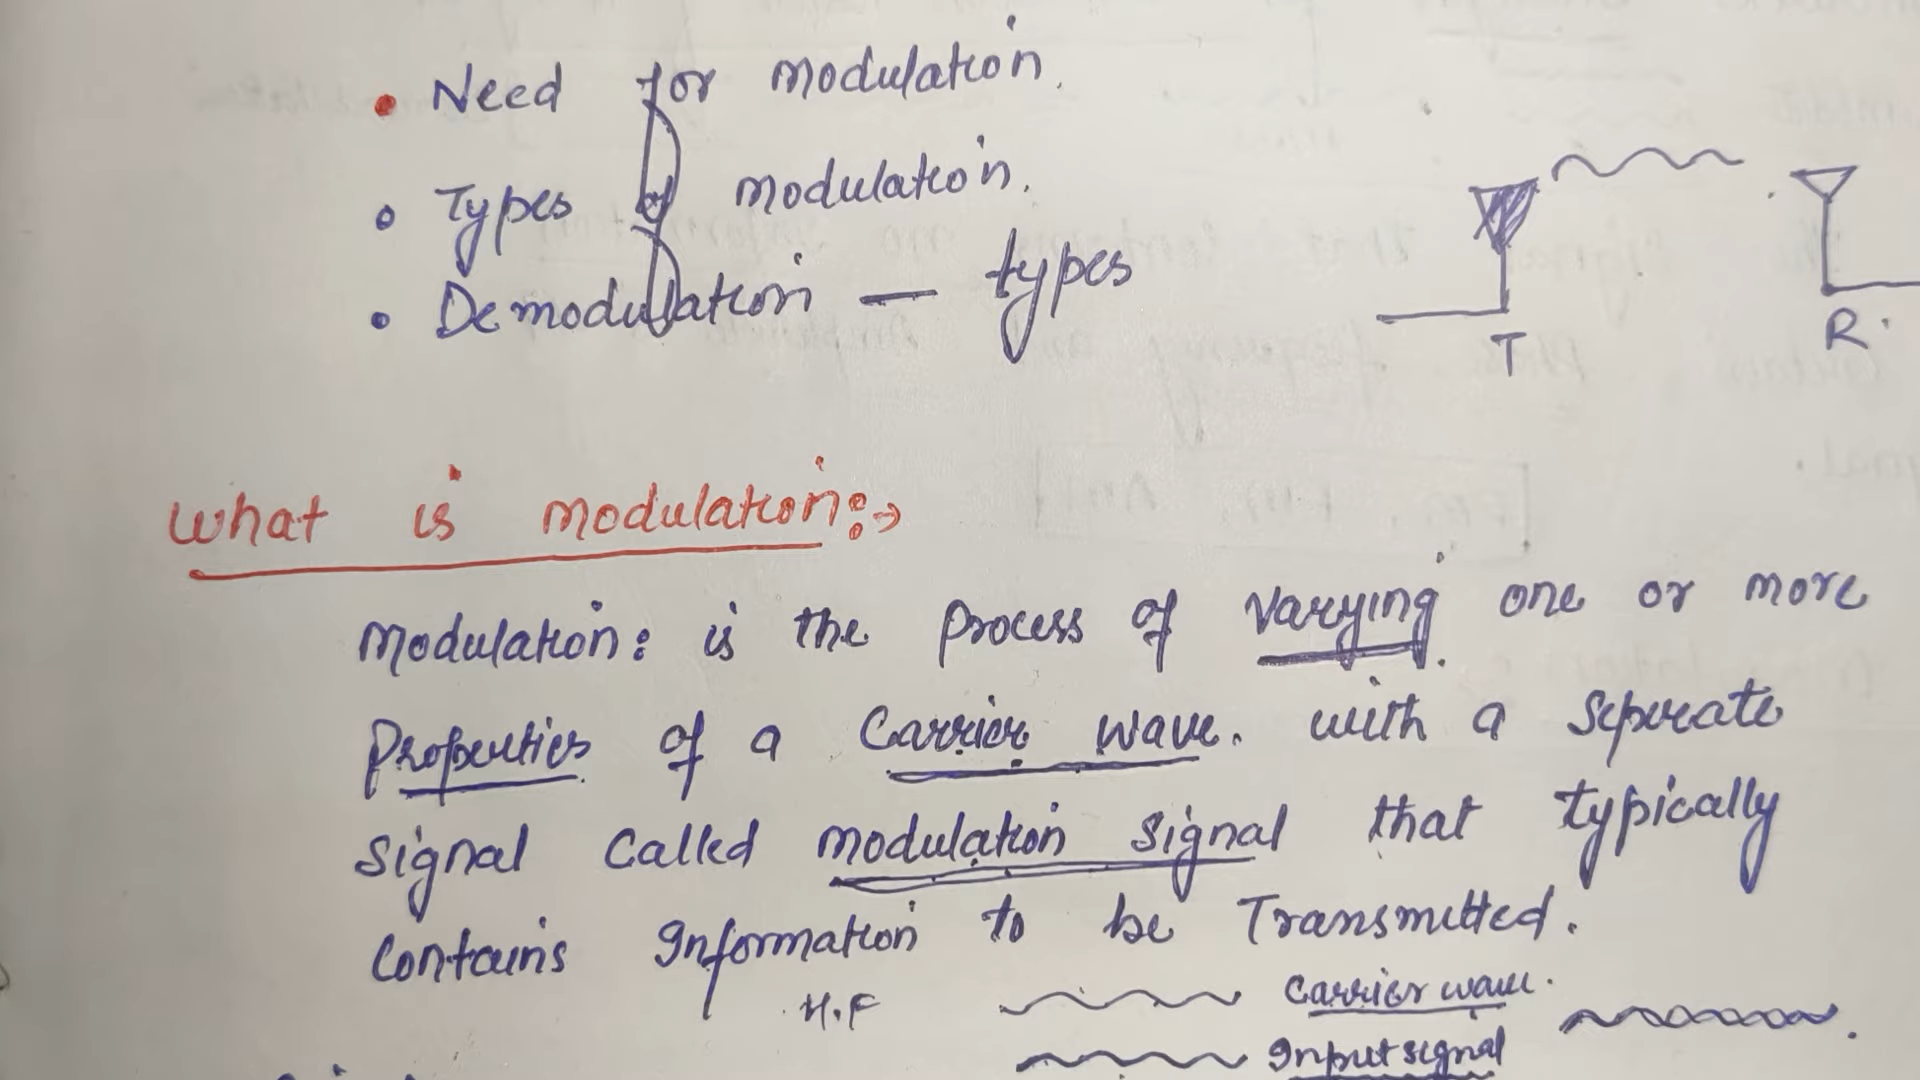 • Need for modulation.
• Types of modulation.
• Demodulation — types
T
R.
What is modulation:→
Modulation: is the process of varying one or more
Properties of a Carrier wave. with a seperate
signal called modulation signal that typically
Contains Information to be Transmitted.
H.F
Carrier wave.
Input signal